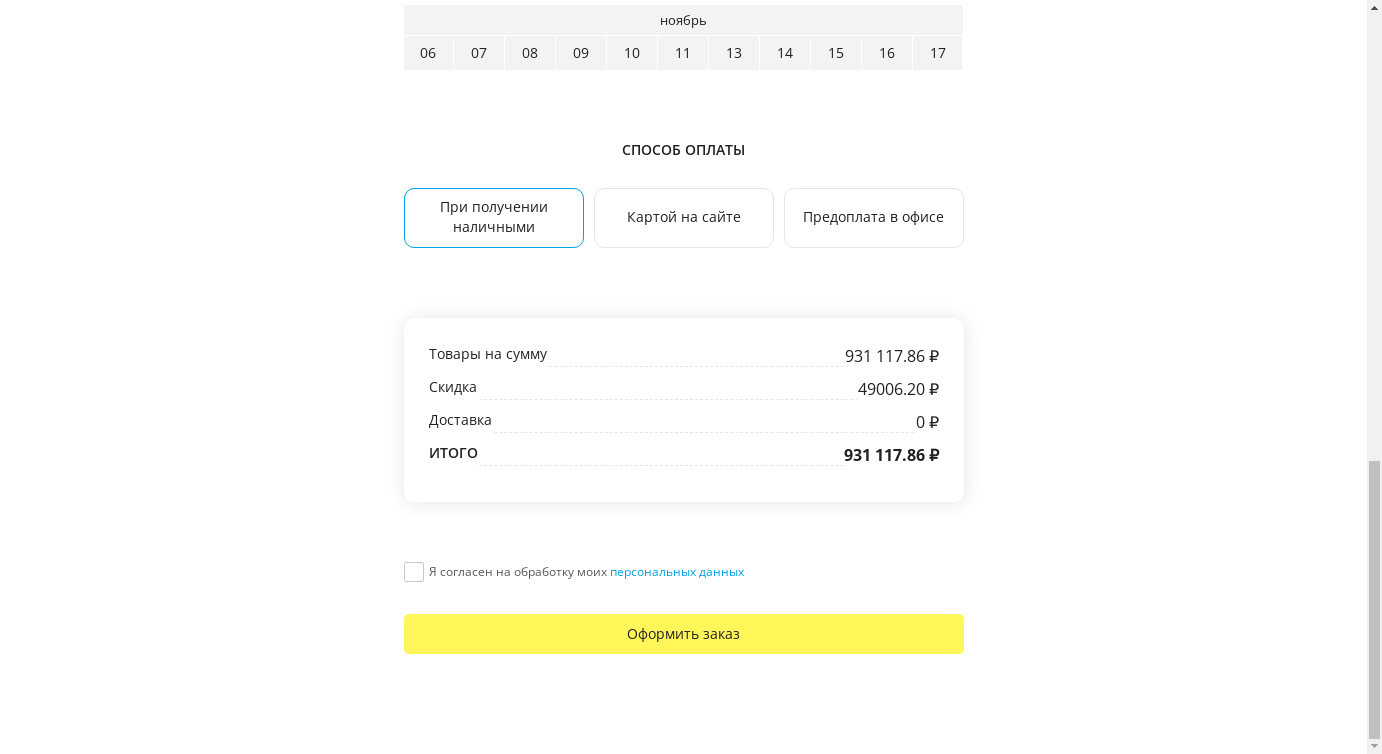 ноябрь
06 07 08 09 10 11 13 14 15 16 17
СПОСОБ ОПЛАТЫ
При получении
наличными
Картой на сайте
Предоплата в офисе
Товары на сумму 931 117.86 ₽
Скидка 49006.20 ₽
Доставка 0 ₽
ИТОГО 931 117.86 ₽
Я согласен на обработку моих персональных данных
Оформить заказ